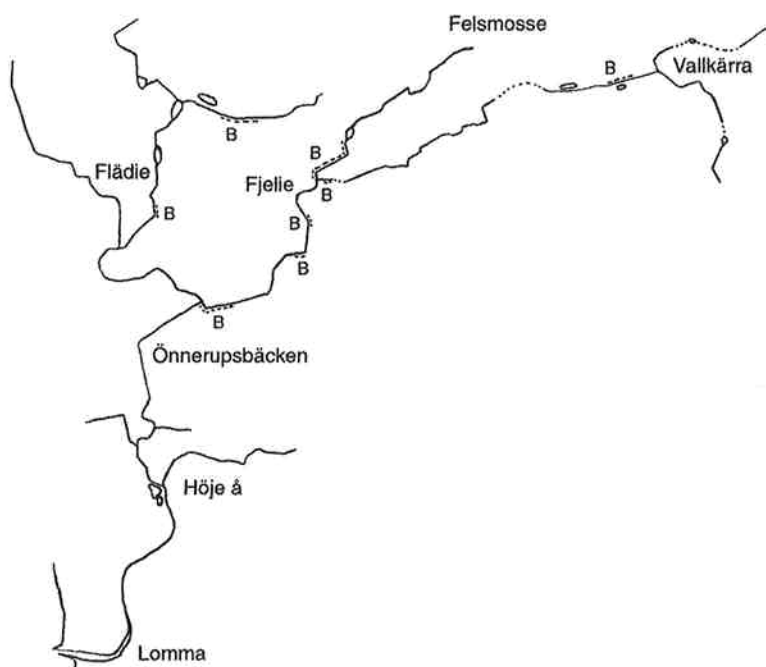 Felsmosse
B
Vallkärra
B
B
Flädie
Fjelie
B
B
B
B
B
Önnerupsbäcken
Höje å
Lomma